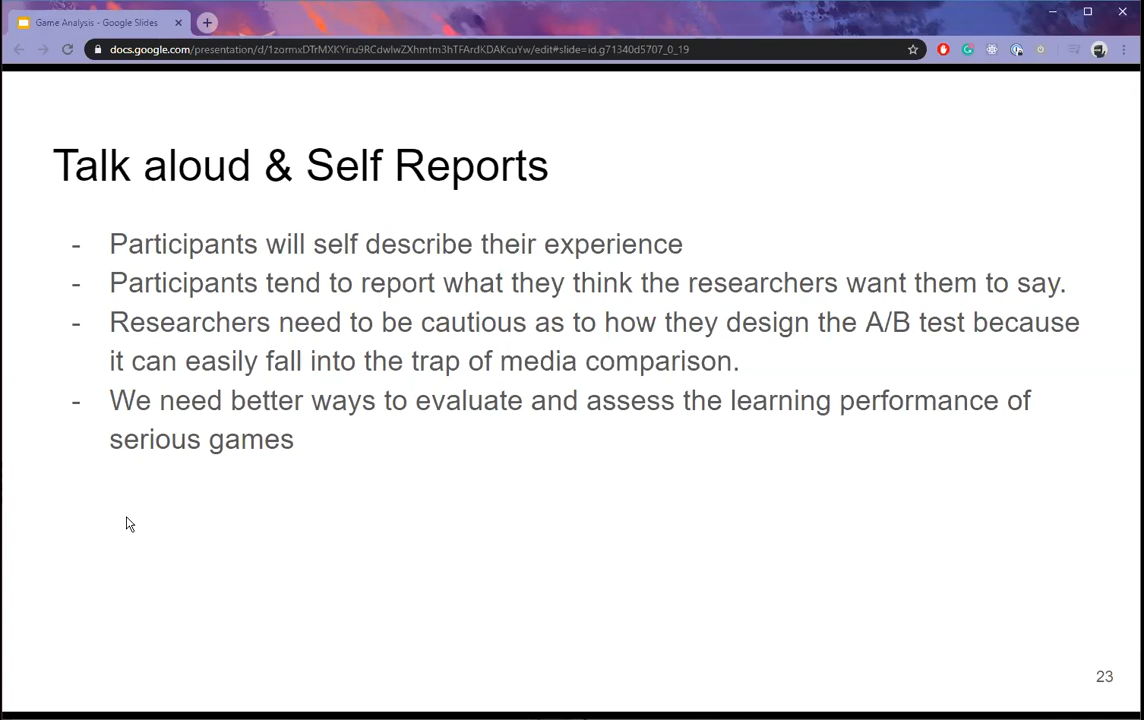 Game Analysis - Google Slides
docs.google.com/presentation/d/1zormxDTrMXKYiru9RCdwlwZXhmtm3hTFArdKDAKcuYw/edit#slide=id.g71340d5707_0_19
Talk aloud & Self Reports
- Participants will self describe their experience
- Participants tend to report what they think the researchers want them to say.
- Researchers need to be cautious as to how they design the A/B test because
it can easily fall into the trap of media comparison.
- We need better ways to evaluate and assess the learning performance of
serious games
23